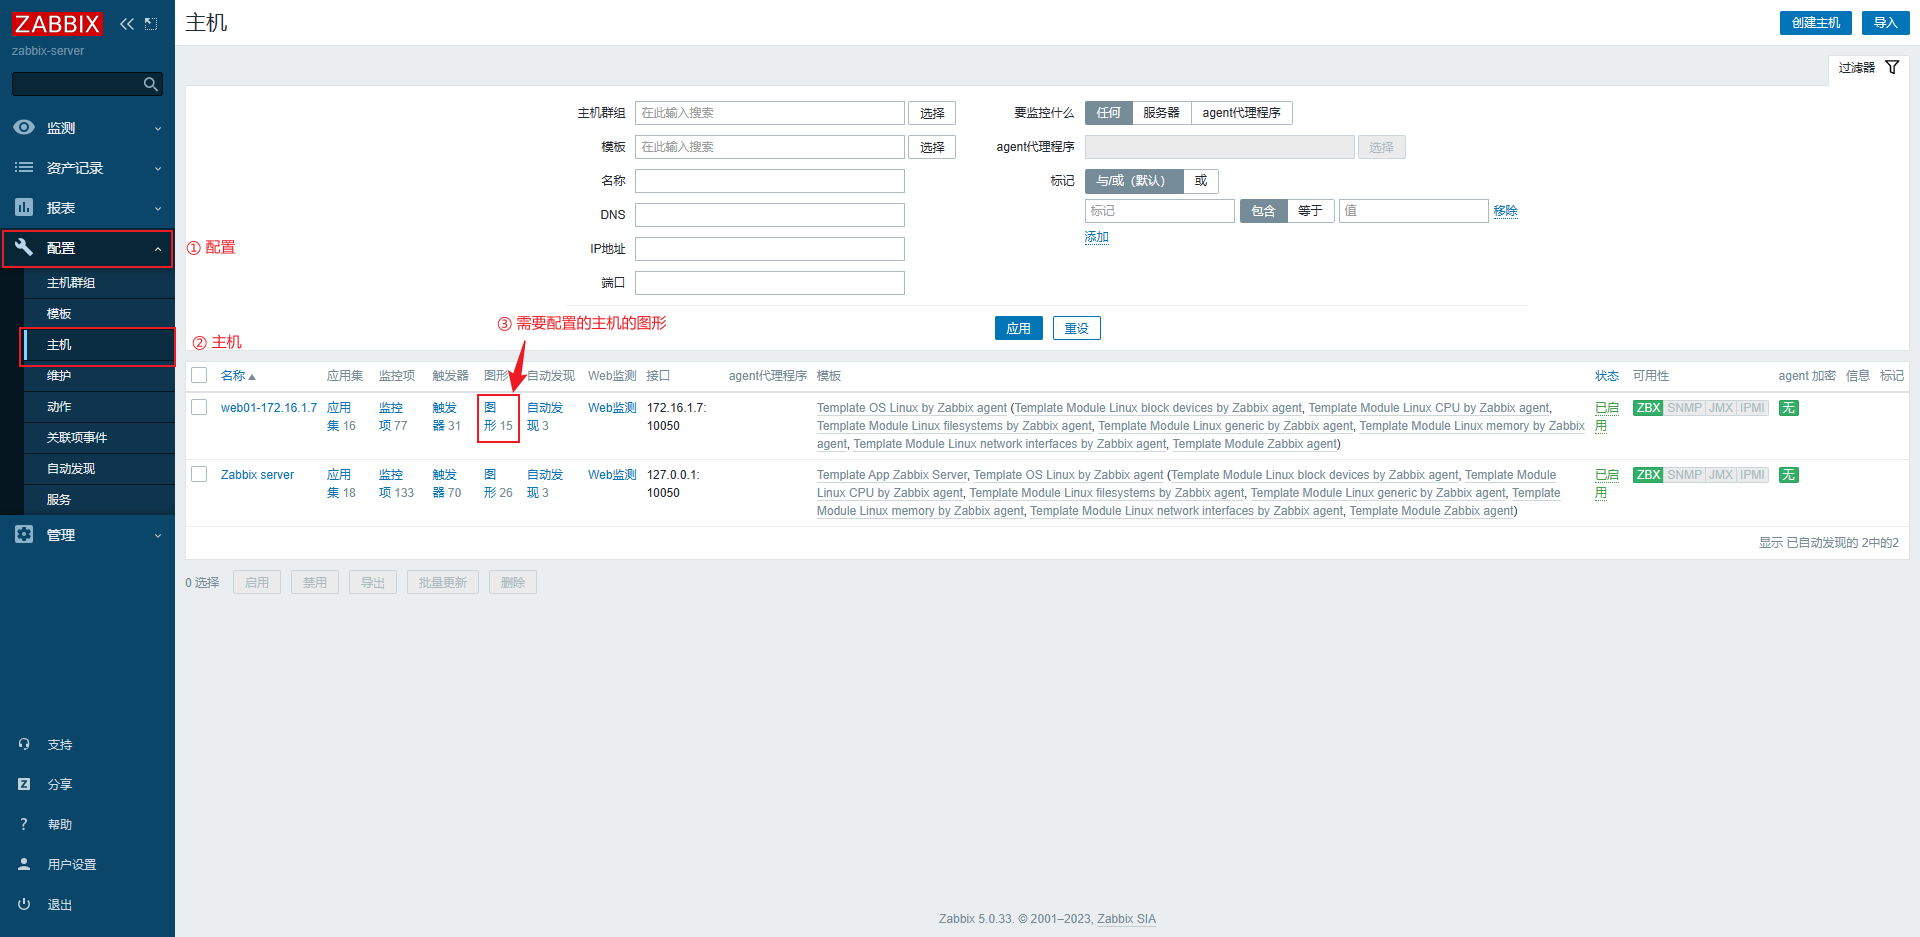 ZABBIX
zabbix-server
监测
资产记录
报表
配置
主机群组
模板
主机
维护
动作
关联项事件
自动发现
服务
管理
支持
分享
帮助
用户设置
退出
主机
创建主机 导入
过滤器
主机群组 在此输入搜索 选择
模板 在此输入搜索 选择
名称
DNS
IP地址
端口
要监控什么 任何 服务器 agent代理程序
agent代理程序 选择
标记 与/或（默认） 或
标记 包含 等于 值 移除
添加
应用 重设
① 配置
② 主机
③ 需要配置的主机的图形
名称 应用集 监控项 触发器 图形 自动发现 Web监测 接口 agent代理程序 模板 状态 可用性 agent 加密 信息 标记
web01-172.16.1.7 应用集 16 监控项 77 触发器 31 图形 15 自动发现 3 Web监测 172.16.1.7: 10050
Template OS Linux by Zabbix agent (Template Module Linux block devices by Zabbix agent, Template Module Linux CPU by Zabbix agent,
Template Module Linux filesystems by Zabbix agent, Template Module Linux generic by Zabbix agent, Template Module Linux memory by Zabbix
agent, Template Module Linux network interfaces by Zabbix agent, Template Module Zabbix agent)
已启用 ZBX SNMP JMX IPMI 无
Zabbix server 应用集 18 监控项 133 触发器 70 图形 26 自动发现 3 Web监测 127.0.0.1: 10050
Template App Zabbix Server, Template OS Linux by Zabbix agent (Template Module Linux block devices by Zabbix agent, Template Module
Linux CPU by Zabbix agent, Template Module Linux filesystems by Zabbix agent, Template Module Linux generic by Zabbix agent, Template
Module Linux memory by Zabbix agent, Template Module Linux network interfaces by Zabbix agent, Template Module Zabbix agent)
已启用 ZBX SNMP JMX IPMI 无
显示 已自动发现的 2中的2
0 选择 启用 禁用 导出 批量更新 删除
Zabbix 5.0.33. © 2001–2023, Zabbix SIA